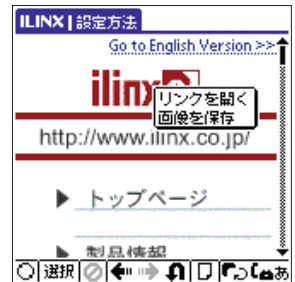 ILINX | 設定方法
Go to English Version >>
ilinx
リンクを開く
画像を保存
http://www.ilinx.co.jp/
▶ トップページ
▶ 製品情報
選択
あ